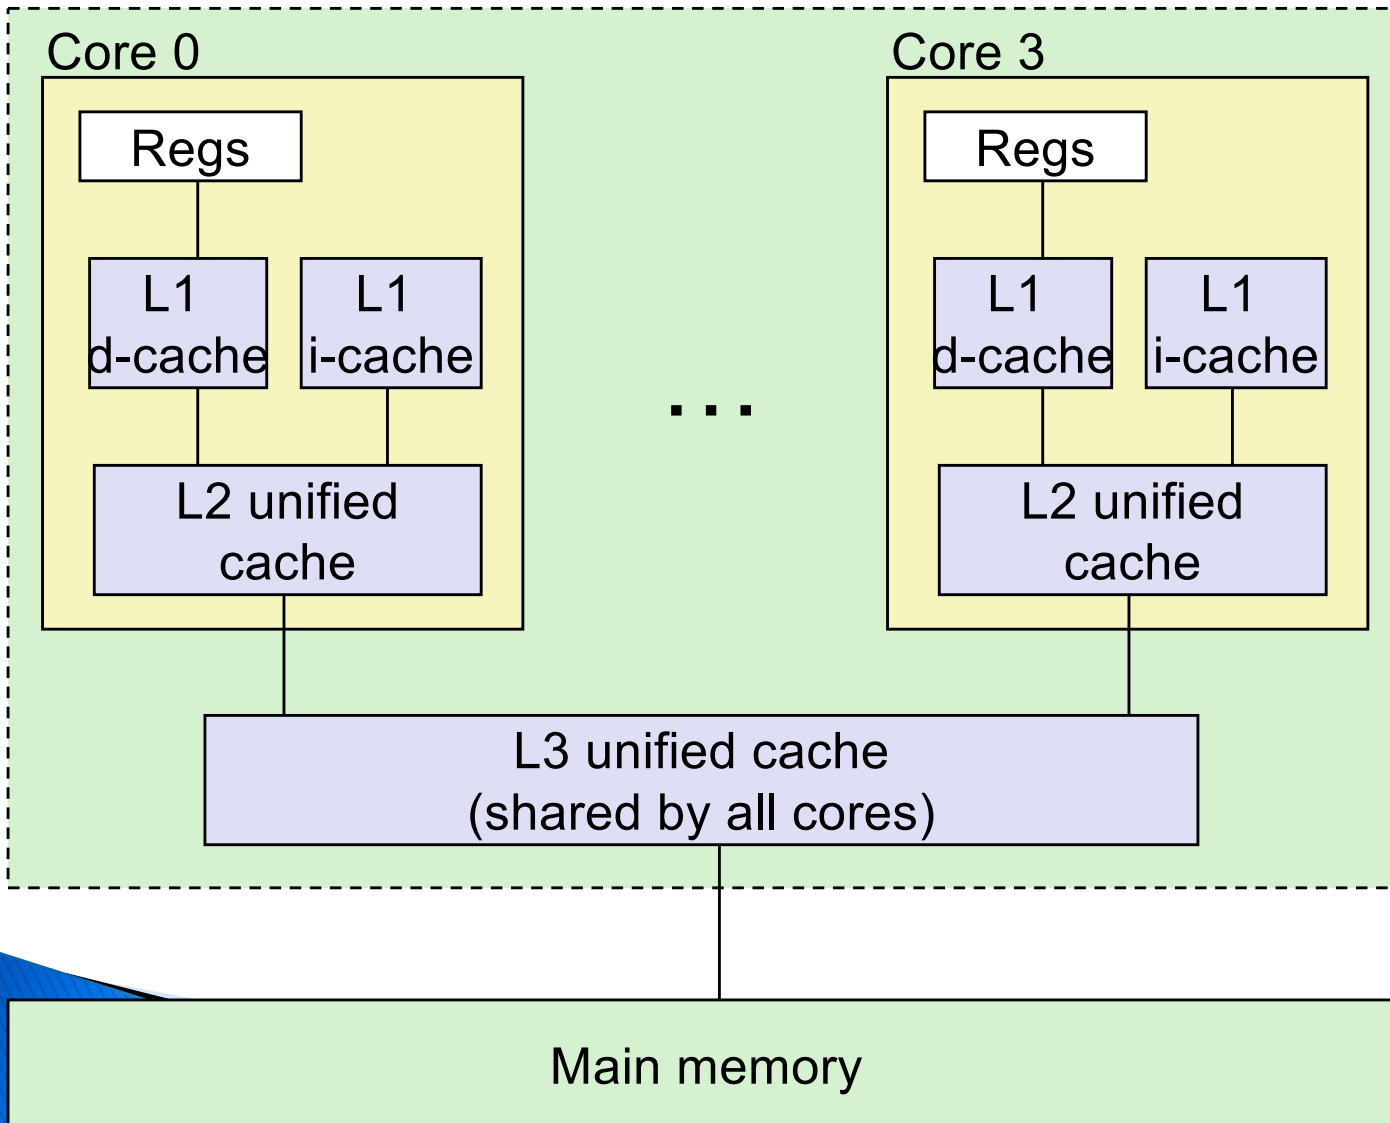 Core 0
Regs
L1
d-cache
L1
i-cache
L2 unified
cache
...
Core 3
Regs
L1
d-cache
L1
i-cache
L2 unified
cache
L3 unified cache
(shared by all cores)
Main memory